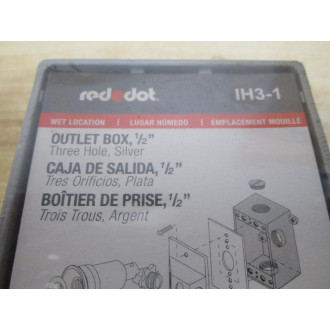 red dot.
IH3-1
WET LOCATION | LUGAR HÚMEDO | EMPLACEMENT MOUILLÉ
OUTLET BOX, ½"
Three Hole, Silver
CAJA DE SALIDA, ½"
Tres Orificios, Plata
BOÎTIER DE PRISE, ½"
Trois Trous, Argent